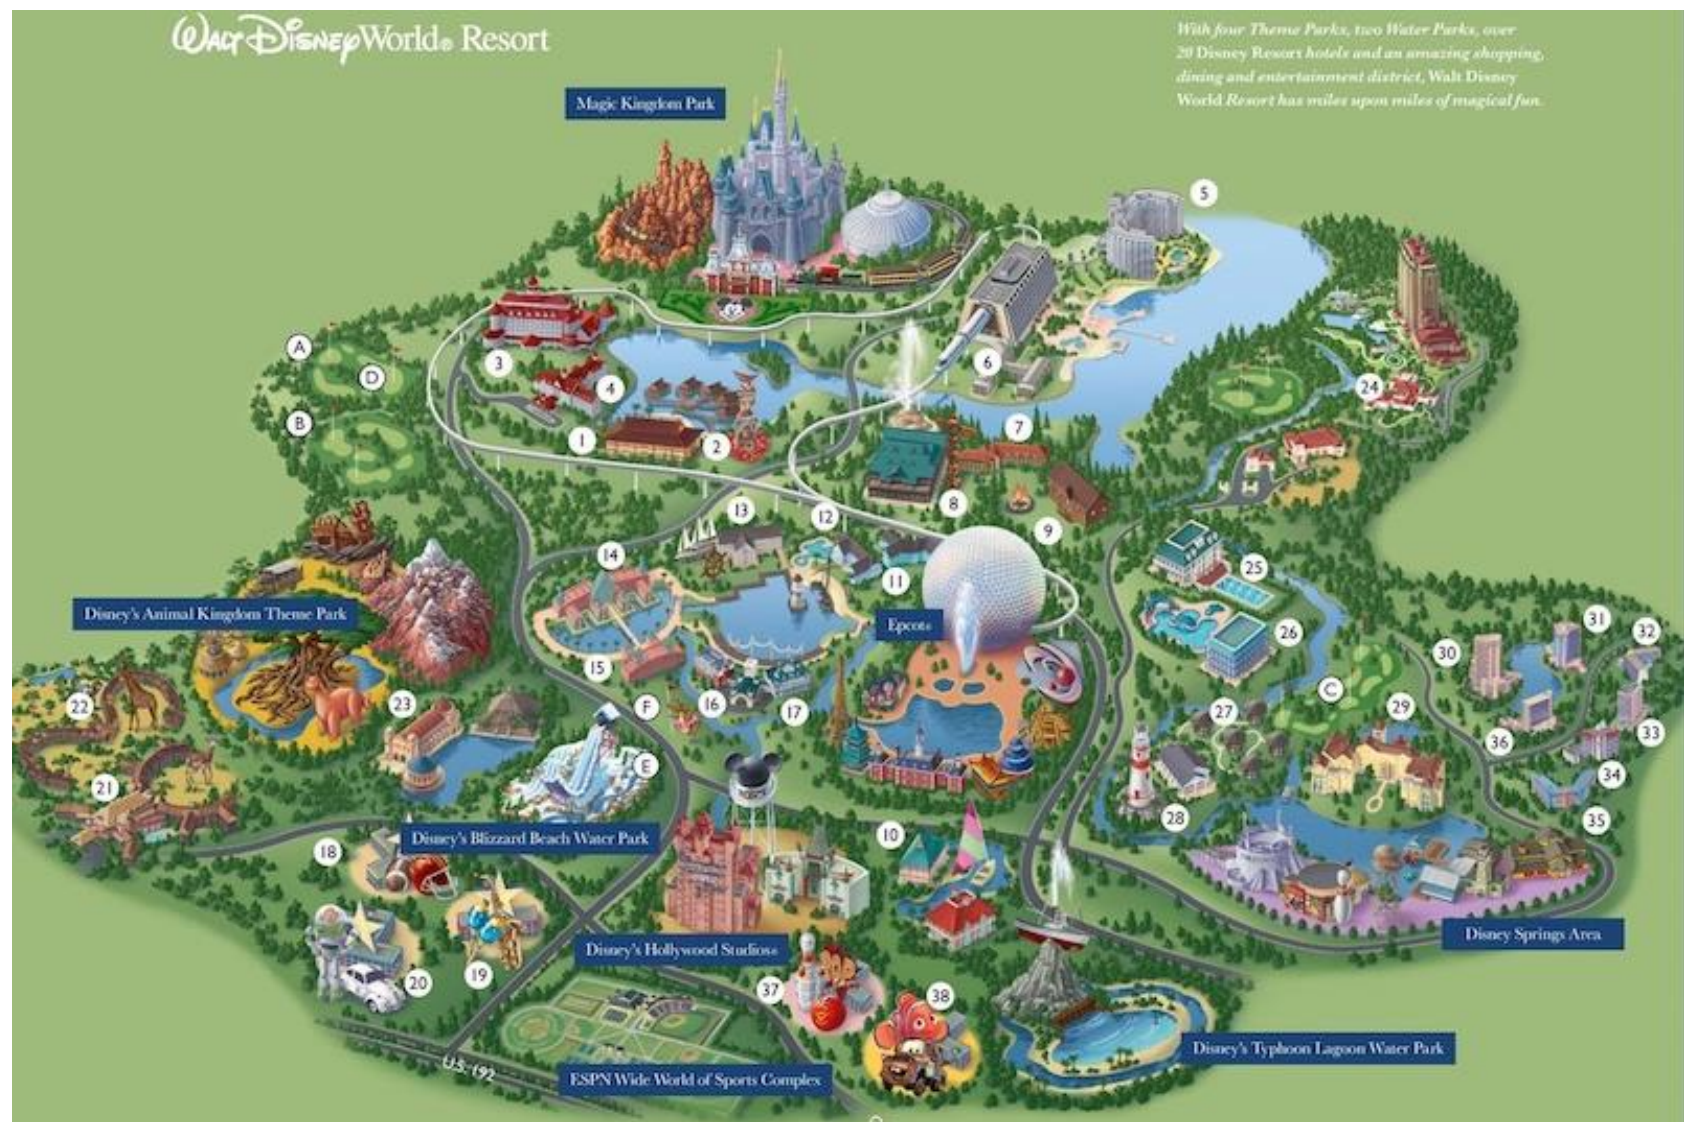 Walt Disney World® Resort
With four Theme Parks, two Water Parks, over
20 Disney Resort hotels and an amazing shopping,
dining and entertainment district, Walt Disney
World Resort has miles upon miles of magical fun.
Magic Kingdom Park
5
A
D
3
4
6
24
B
1
2
7
8
9
13
12
14
11
25
Disney's Animal Kingdom Theme Park
Epcot®
26
31
32
30
15
22
23
F
16
17
C
27
29
33
36
E
34
21
28
35
10
Disney's Blizzard Beach Water Park
18
Disney Springs Area
Disney's Hollywood Studios®
19
20
37
38
Disney's Typhoon Lagoon Water Park
U.S. 192
ESPN Wide World of Sports Complex